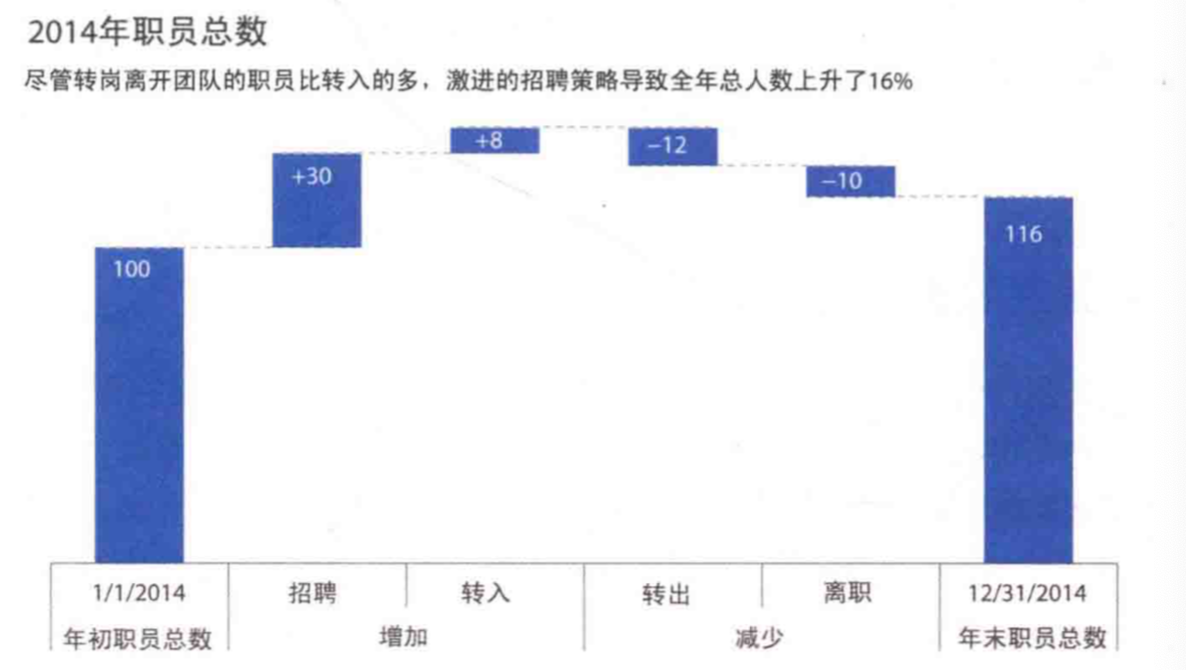 2014年职员总数
尽管转岗离开团队的职员比转入的多，激进的招聘策略导致全年总人数上升了16%
+8
−12
+30
−10
116
100
1/1/2014 招聘 转入 转出 离职 12/31/2014
年初职员总数 增加 减少 年末职员总数